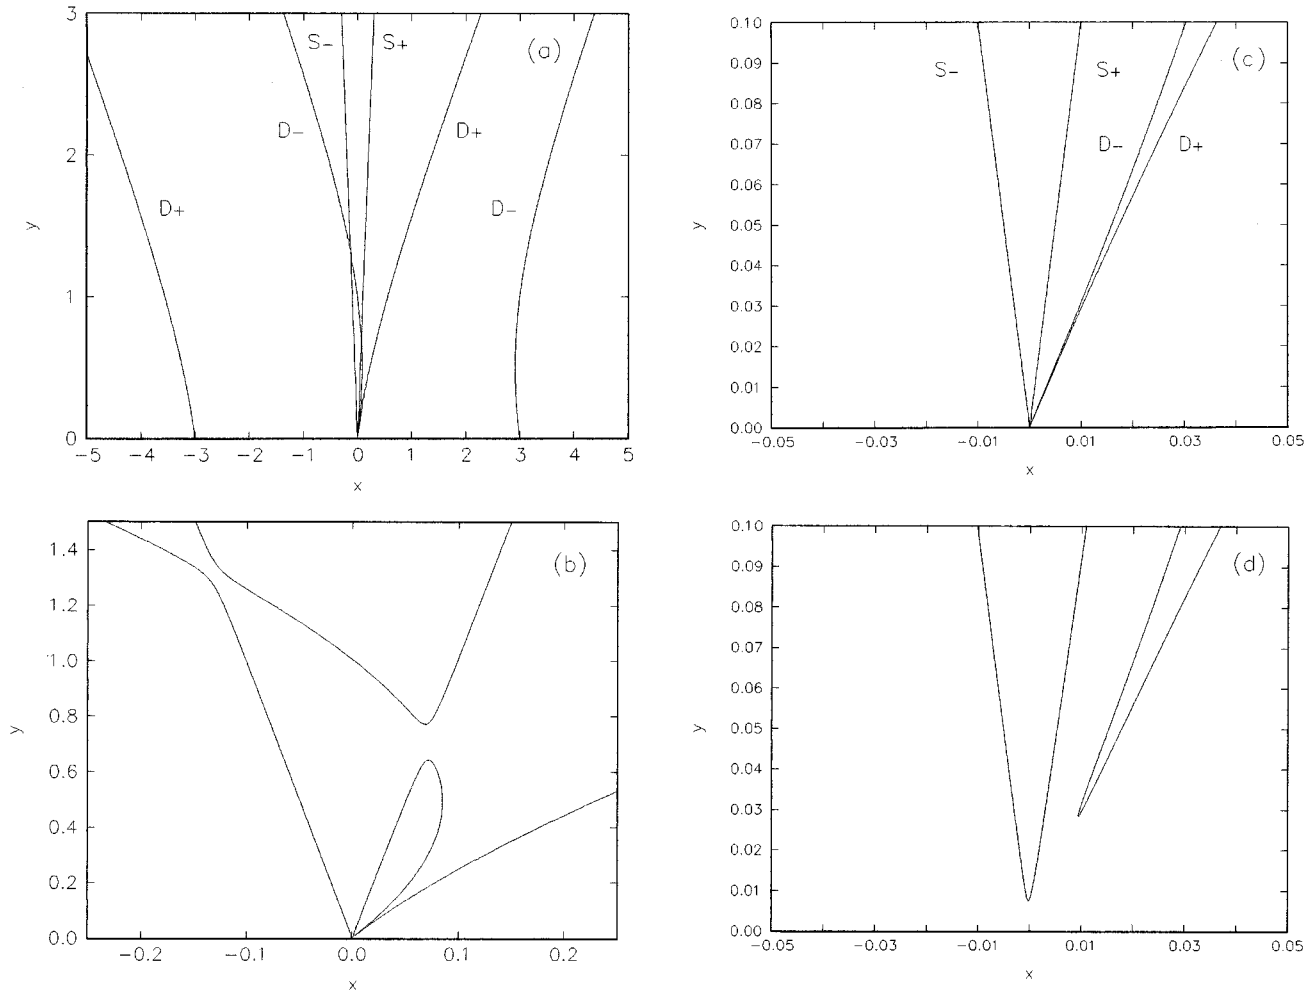 3
(a)
S− S+
D− D+
2
D+ D−
y
1
0
−5 −4 −3 −2 −1 0 1 2 3 4 5
x
0.10
(c)
0.09
S− S+
0.08
0.07
D− D+
0.06
y
0.05
0.04
0.03
0.02
0.01
0.00
−0.05 −0.03 −0.01 0.01 0.03 0.05
x
1.4
(b)
1.2
1.0
0.8
y
0.6
0.4
0.2
0.0
−0.2 −0.1 0.0 0.1 0.2
x
0.10
(d)
0.09
0.08
0.07
0.06
y
0.05
0.04
0.03
0.02
0.01
0.00
−0.05 −0.03 −0.01 0.01 0.03 0.05
x